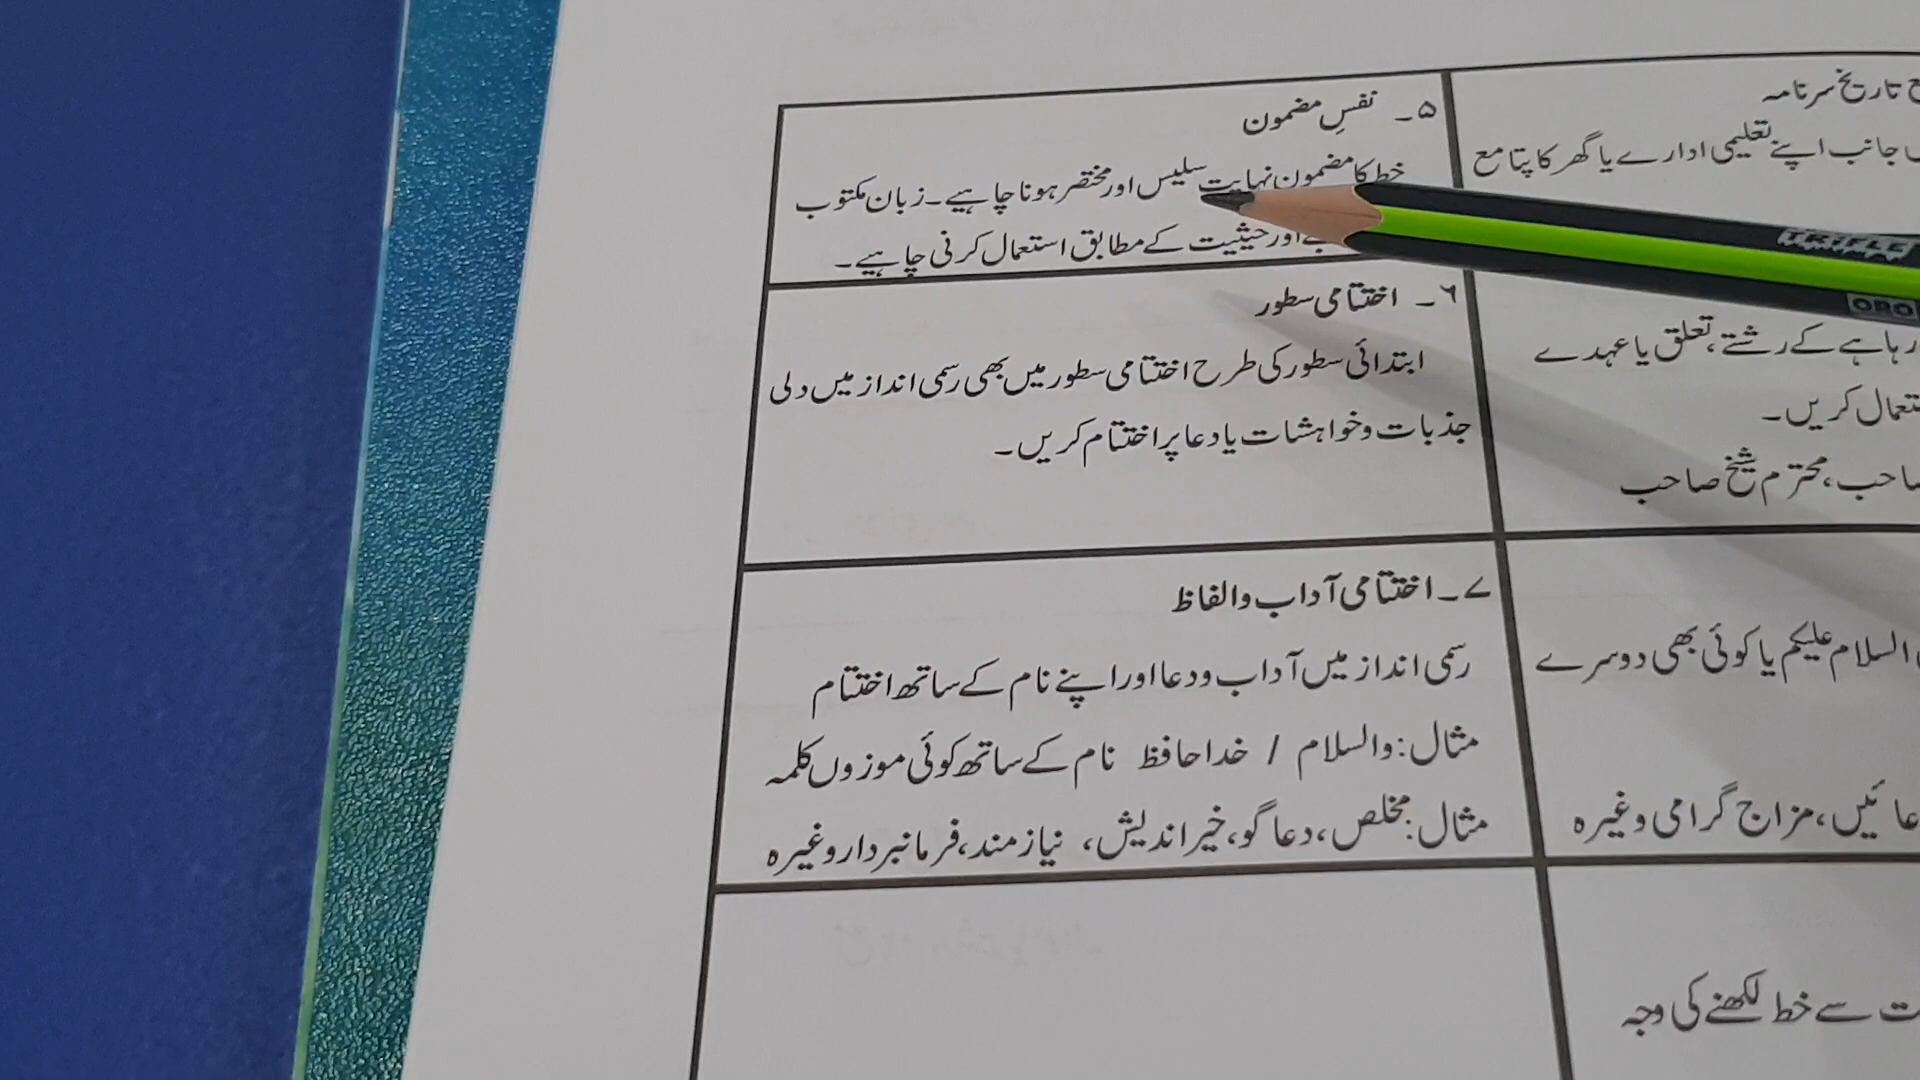 تاریخ سرنامہ
جانب اپنے تعلیمی ادارے یا گھر کا پتا مع
رہا ہے کے رشتے، تعلق یا عہدے
کریں۔
محترم شیخ صاحب
السلام علیکم یا کوئی بھی دوسرے
مزاج گرامی وغیرہ
سے خط لکھنے کی وجہ
۵۔ نفسِ مضمون
خط کا مضمون نہایت سلیس اور مختصر ہونا چاہیے۔ زبان مکتوب
اور حیثیت کے مطابق استعمال کرنی چاہیے۔
۶۔ اختتامی سطور
ابتدائی سطور کی طرح اختتامی سطور میں بھی رسمی انداز میں دلی
جذبات و خواہشات یا دعا پر اختتام کریں۔
۷۔ اختتامی آداب والفاظ
رسمی انداز میں آداب و دعا اور اپنے نام کے ساتھ اختتام
مثال: والسلام / خدا حافظ نام کے ساتھ کوئی موزوں کلمہ
مثال: مخلص، دعا گو، خیر اندیش، نیاز مند، فرمانبردار وغیرہ